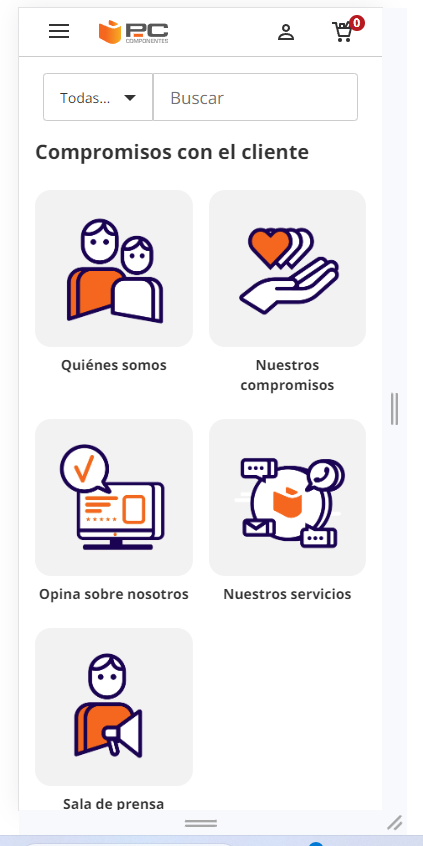 PC
COMPONENTES
0
Todas...
Buscar
Compromisos con el cliente
Quiénes somos
Nuestros
compromisos
Opina sobre nosotros
Nuestros servicios
Sala de prensa